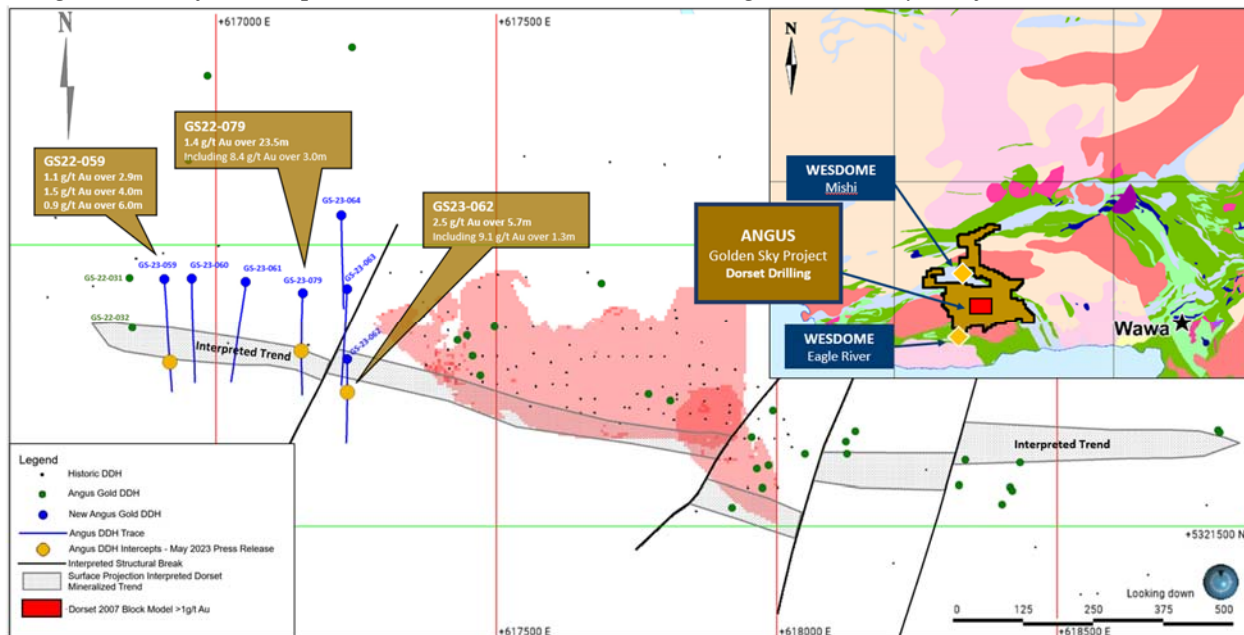 +617000 E
+617500 E
N
GS22-079
1.4 g/t Au over 23.5m
Including 8.4 g/t Au over 3.0m
GS22-059
1.1 g/t Au over 2.9m
1.5 g/t Au over 4.0m
0.9 g/t Au over 6.0m
GS23-062
2.5 g/t Au over 5.7m
Including 9.1 g/t Au over 1.3m
GS-23-064
GS-22-031
GS-23-059
GS-23-060
GS-23-061
GS-23-079
GS-23-063
GS-22-032
GS-23-062
Interpreted Trend
N
WESDOME
Mishi
ANGUS
Golden Sky Project
Dorset Drilling
WESDOME
Eagle River
Wawa
Interpreted Trend
Legend
Historic DDH
Angus Gold DDH
New Angus Gold DDH
Angus DDH Trace
Angus DDH Intercepts - May 2023 Press Release
Interpreted Structural Break
Surface Projection Interpreted Dorset
Mineralized Trend
Dorset 2007 Block Model >1g/t Au
+5321500 N
Looking down
0 125 250 375 500
+617500 E
+618000 E
+618500 E